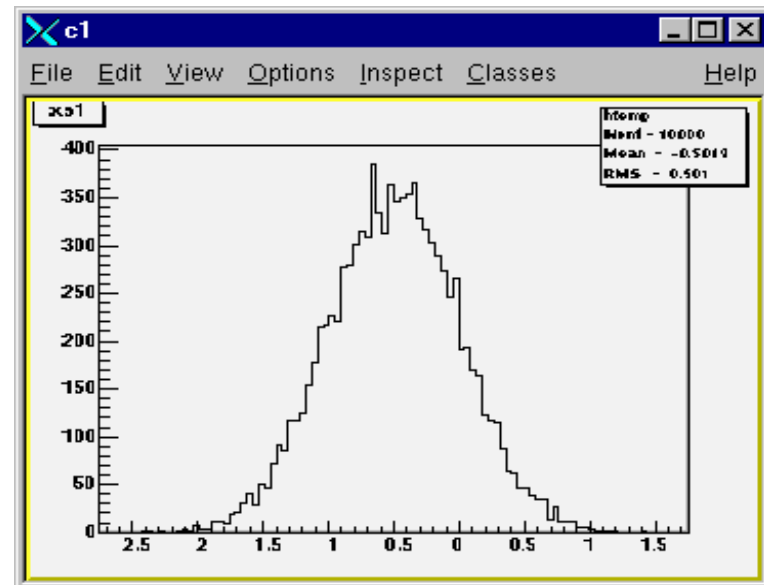 c1
File Edit View Options Inspect Classes Help
xs1
htemp
Nent = 10000
Mean = -0.5019
RMS = 0.501
400
350
300
250
200
150
100
50
0
2.5 2 1.5 1 0.5 0 0.5 1 1.5